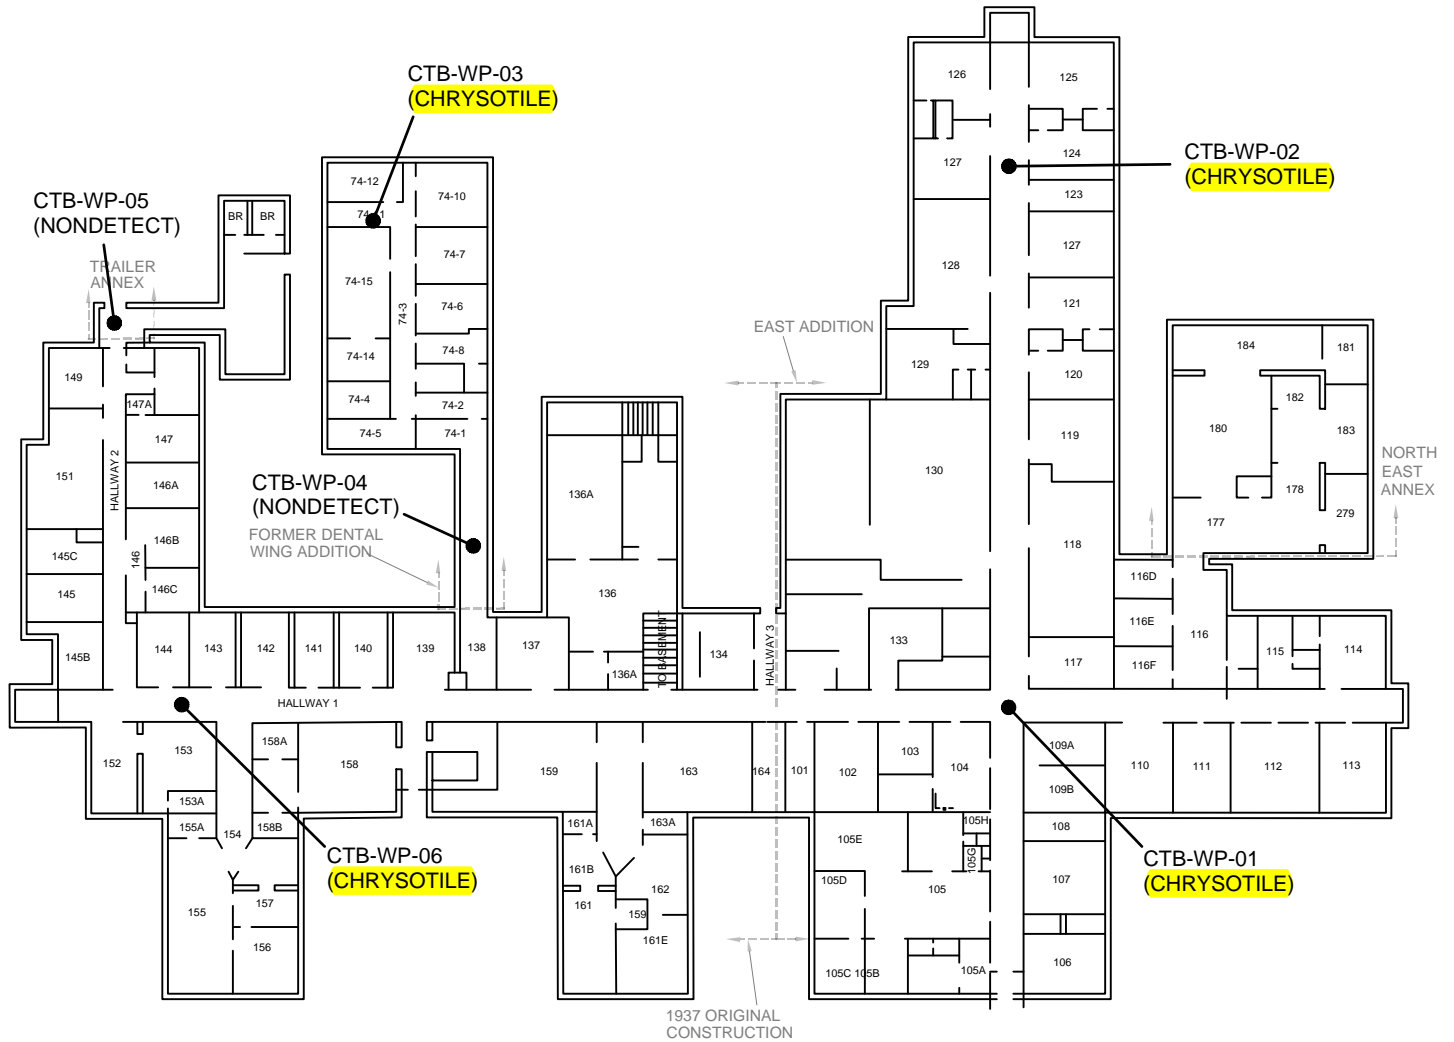 126
125
CTB-WP-03
(CHRYSOTILE)
CTB-WP-02
(CHRYSOTILE)
124
127
123
74-12
74-10
CTB-WP-05
(NONDETECT)
BR
BR
127
74-7
128
TRAILER
ANNEX
74-15
74-6
121
74-3
EAST ADDITION
184
181
74-14
74-8
129
120
149
182
74-4
74-2
147A
74-5
74-1
119
180
183
147
NORTH
EAST
ANNEX
151
HALLWAY 2
146A
CTB-WP-04
(NONDETECT)
136A
130
178
279
177
FORMER DENTAL
WING ADDITION
118
146B
145C
146
116D
145
146C
136
116E
116
TO BASEMENT
HALLWAY 3
133
145B
144
143
142
141
140
139
138
137
134
117
116F
115
114
136A
HALLWAY 1
153
158A
109A
103
104
152
158
159
163
164
101
102
110
111
112
113
109B
153A
155A
154
158B
161A
163A
105H
108
105E
105G
CTB-WP-06
(CHRYSOTILE)
CTB-WP-01
(CHRYSOTILE)
161B
162
105D
105
107
157
161
159
155
156
161E
106
105C
105B
105A
1937 ORIGINAL
CONSTRUCTION